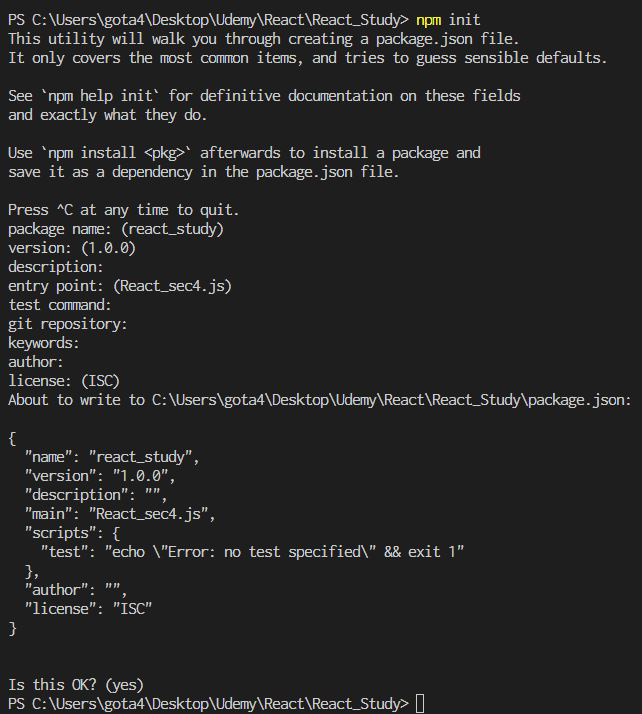 PS C:\Users\gota4\Desktop\Udemy\React\React_Study> npm init
This utility will walk you through creating a package.json file.
It only covers the most common items, and tries to guess sensible defaults.

See `npm help init` for definitive documentation on these fields
and exactly what they do.

Use `npm install <pkg>` afterwards to install a package and
save it as a dependency in the package.json file.

Press ^C at any time to quit.
package name: (react_study)
version: (1.0.0)
description:
entry point: (React_sec4.js)
test command:
git repository:
keywords:
author:
license: (ISC)
About to write to C:\Users\gota4\Desktop\Udemy\React\React_Study\package.json:

{
  "name": "react_study",
  "version": "1.0.0",
  "description": "",
  "main": "React_sec4.js",
  "scripts": {
    "test": "echo \"Error: no test specified\" && exit 1"
  },
  "author": "",
  "license": "ISC"
}

Is this OK? (yes)
PS C:\Users\gota4\Desktop\Udemy\React\React_Study>